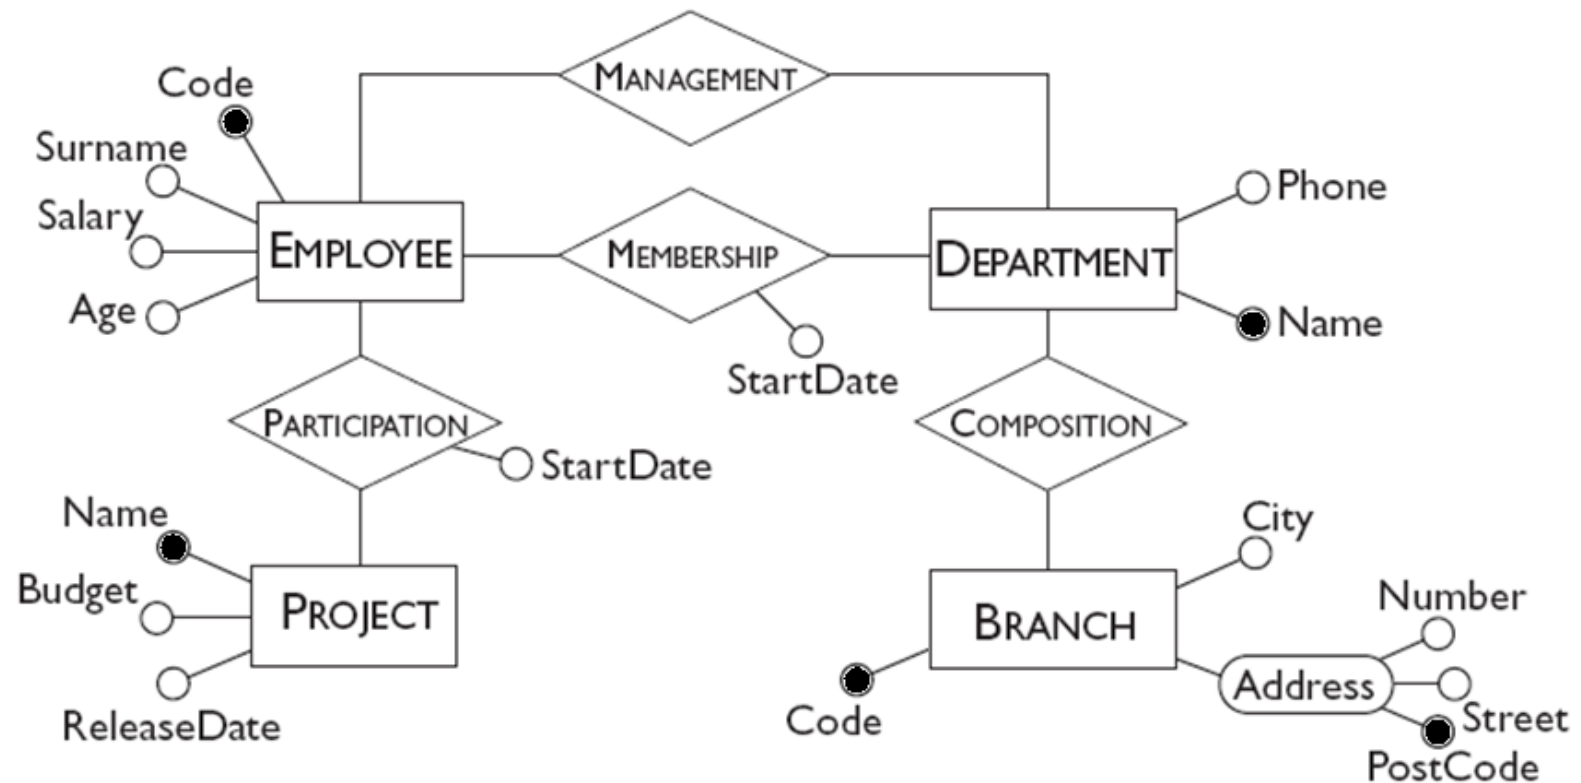 MANAGEMENT
Code
Surname
Phone
Salary
EMPLOYEE
MEMBERSHIP
DEPARTMENT
Age
Name
StartDate
PARTICIPATION
COMPOSITION
StartDate
Name
City
Budget
Number
PROJECT
BRANCH
Address
Code
Street
ReleaseDate
PostCode